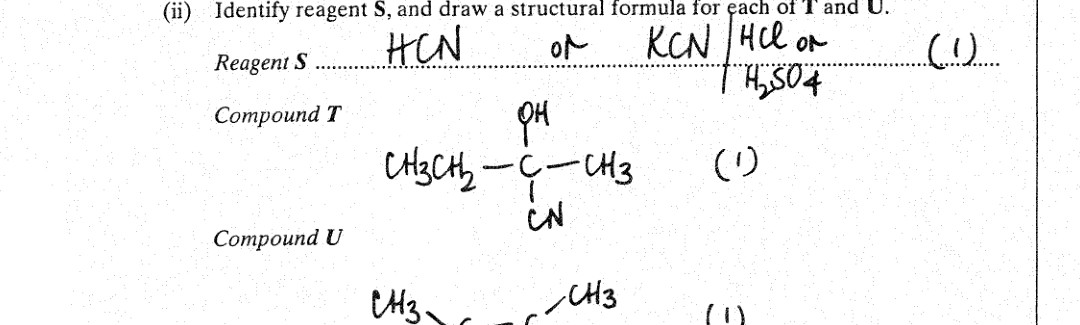 (ii) Identify reagent S, and draw a structural formula for each of T and U.
Reagent S HCN or KCN / HCl or (1)
H2SO4
Compound T
OH
CH3CH2 — C — CH3 (1)
CN
Compound U
CH3 C — C CH3 (1)